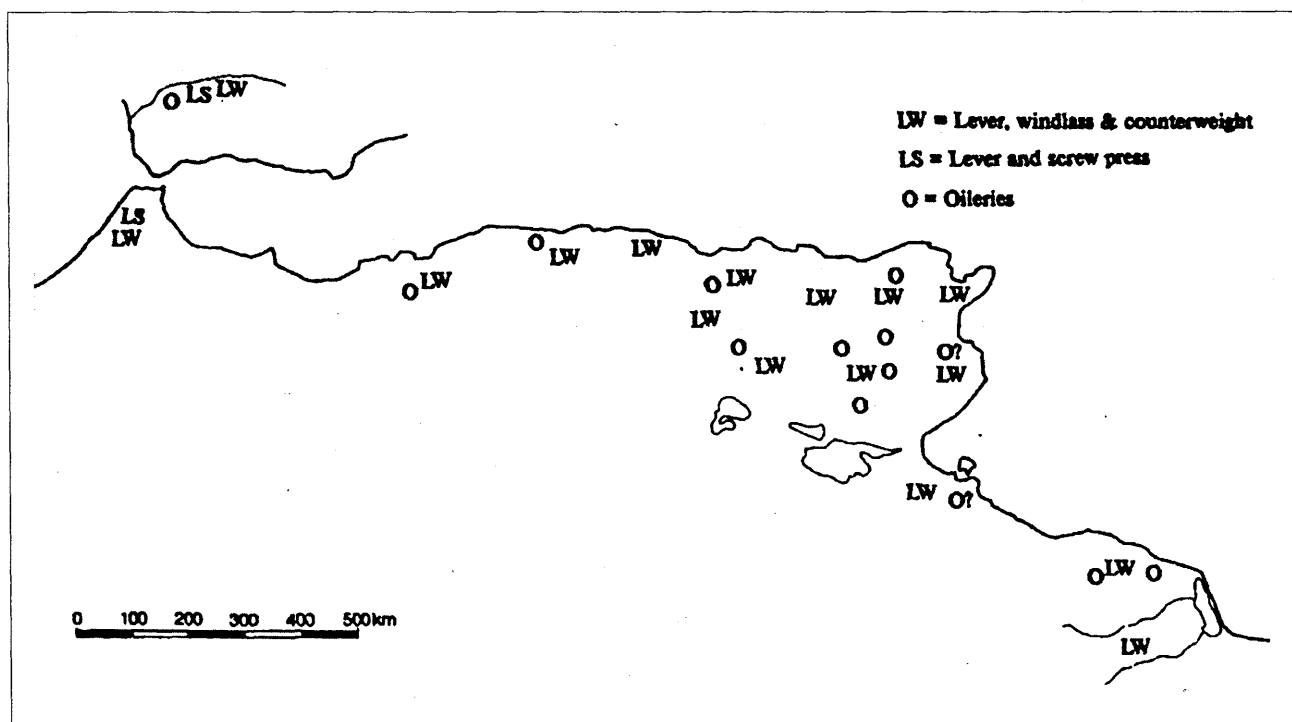 O LS LW
LW = Lever, windlass & counterweight
LS = Lever and screw press
O = Oileries
LS
LW
O LW
O LW
LW
O LW
LW
O
LW
LW
LW
O
LW
O
LW
O
O
O
O?
LW
LW
O?
O LW O
LW
0 100 200 300 400 500km